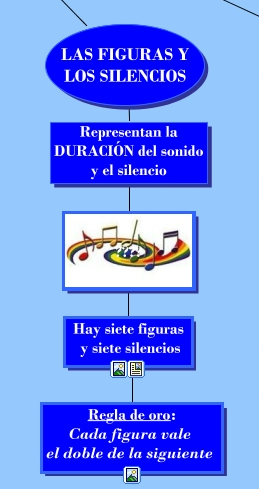 LAS FIGURAS Y
LOS SILENCIOS
Representan la
DURACIÓN del sonido
y el silencio
Hay siete figuras
y siete silencios
Regla de oro:
Cada figura vale
el doble de la siguiente